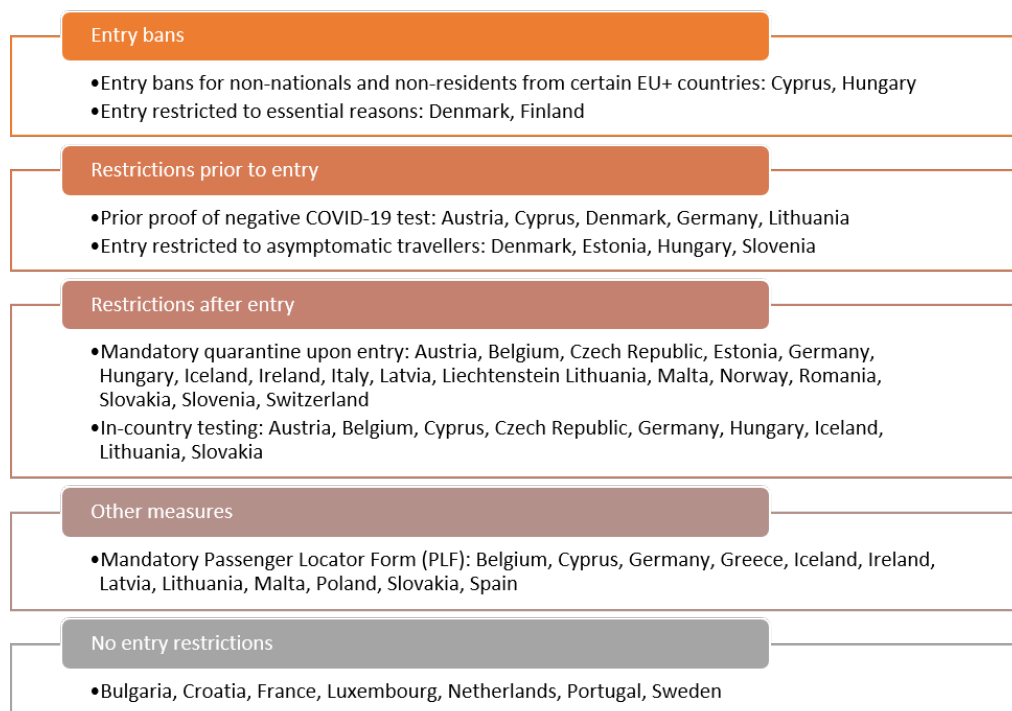 Entry bans
•Entry bans for non-nationals and non-residents from certain EU+ countries: Cyprus, Hungary
•Entry restricted to essential reasons: Denmark, Finland
Restrictions prior to entry
•Prior proof of negative COVID-19 test: Austria, Cyprus, Denmark, Germany, Lithuania
•Entry restricted to asymptomatic travellers: Denmark, Estonia, Hungary, Slovenia
Restrictions after entry
•Mandatory quarantine upon entry: Austria, Belgium, Czech Republic, Estonia, Germany,
Hungary, Iceland, Ireland, Italy, Latvia, Liechtenstein Lithuania, Malta, Norway, Romania,
Slovakia, Slovenia, Switzerland
•In-country testing: Austria, Belgium, Cyprus, Czech Republic, Germany, Hungary, Iceland,
Lithuania, Slovakia
Other measures
•Mandatory Passenger Locator Form (PLF): Belgium, Cyprus, Germany, Greece, Iceland, Ireland,
Latvia, Lithuania, Malta, Poland, Slovakia, Spain
No entry restrictions
•Bulgaria, Croatia, France, Luxembourg, Netherlands, Portugal, Sweden